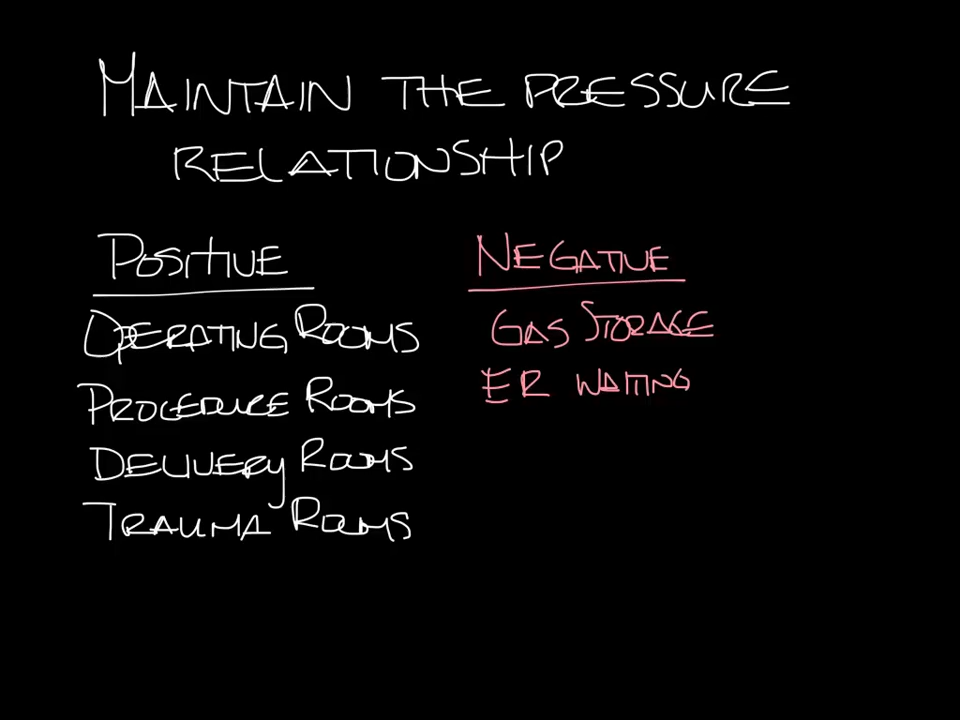 MAINTAIN THE PRESSURE
RELATIONSHIP
POSITIVE
OPERATING ROOMS
PROCEDURE ROOMS
DELIVERY ROOMS
TRAUMA ROOMS
NEGATIVE
GAS STORAGE
ER WAITING